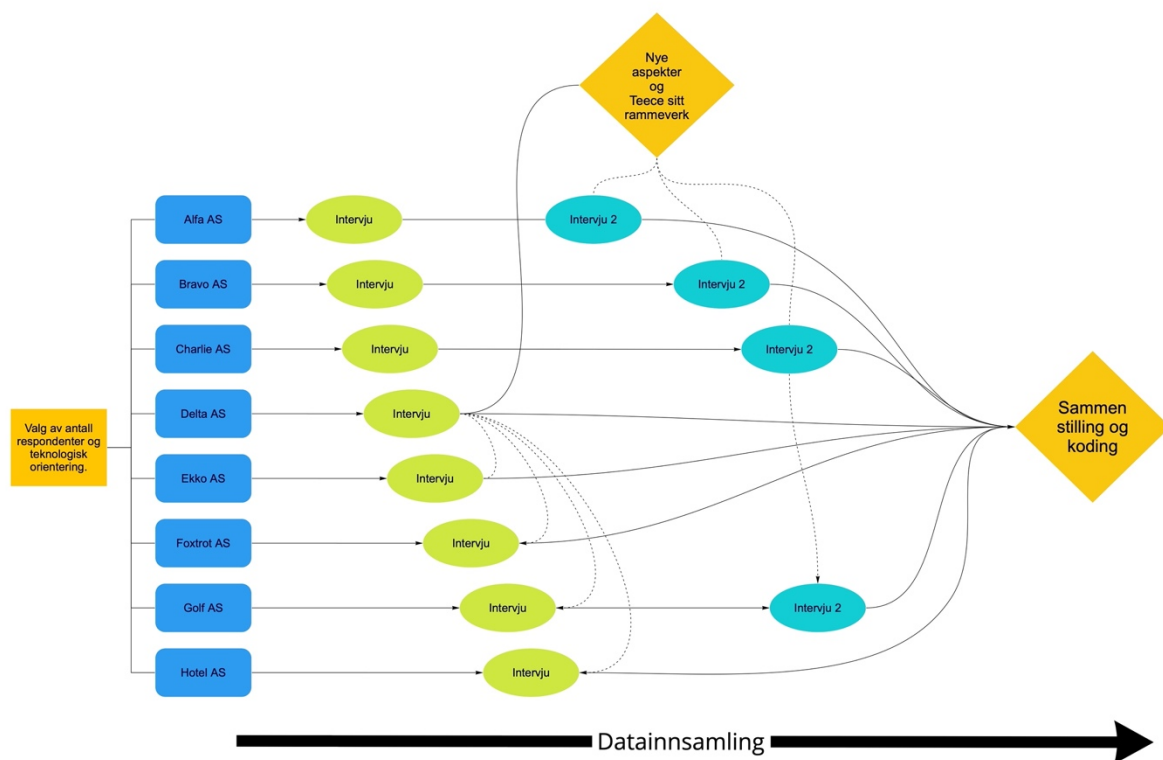 Nye
aspekter
og
Teece sitt
rammeverk
Alfa AS
Intervju
Intervju 2
Bravo AS
Intervju
Intervju 2
Charlie AS
Intervju
Intervju 2
Delta AS
Intervju
Valg av antall
respondenter og
teknologisk
orientering.
Sammen
stilling og
koding
Ekko AS
Intervju
Foxtrot AS
Intervju
Golf AS
Intervju
Intervju 2
Hotel AS
Intervju
Datainnsamling